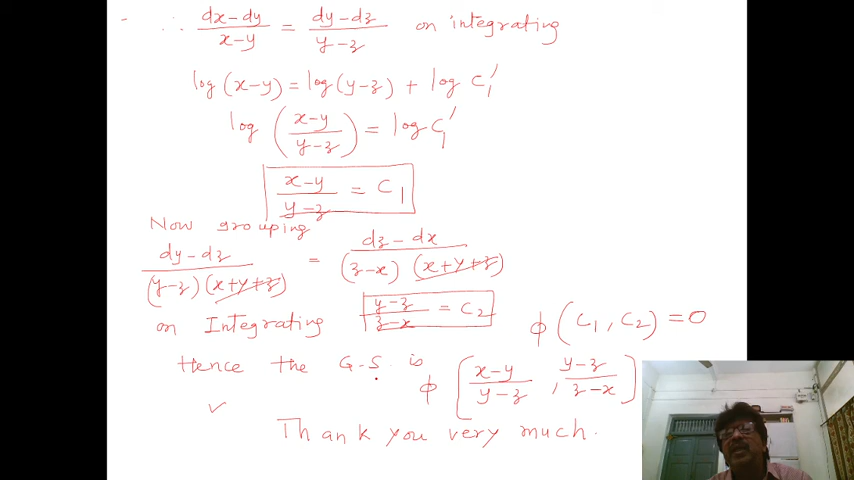 ∴ dx-dy/x-y = dy-dz/y-z on integrating
log(x-y) = log(y-z) + log C₁'
log (x-y/y-z) = log C₁'
x-y/y-z = C₁
Now grouping
dy-dz/(y-z)(x+y+z) = dz-dx/(z-x)(x+y+z)
on Integrating y-z/z-x = C₂ ϕ(C₁, C₂) = 0
Hence the G.S. is ϕ[x-y/y-z, y-z/z-x]
✓
Thank you very much.